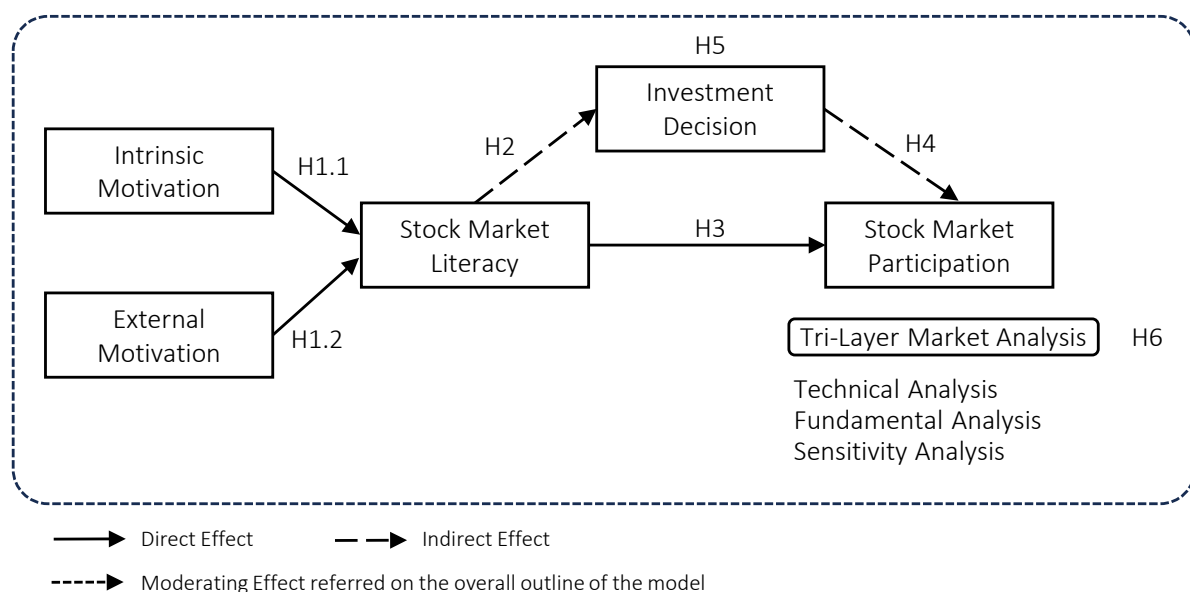 H5
Investment
Decision
Intrinsic
Motivation
H1.1
H2
H4
Stock Market
Literacy
H3
Stock Market
Participation
External
Motivation
H1.2
Tri-Layer Market Analysis
H6
Technical Analysis
Fundamental Analysis
Sensitivity Analysis
Direct Effect
Indirect Effect
Moderating Effect referred on the overall outline of the model